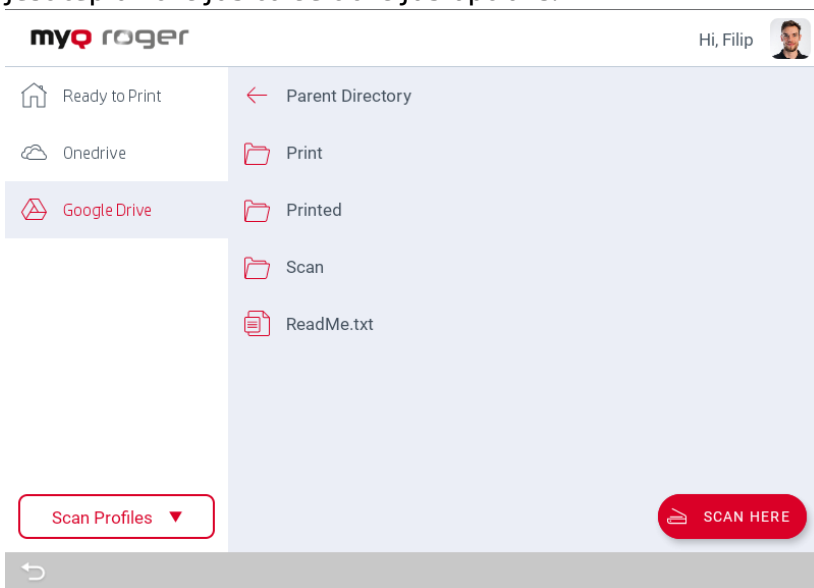 myQ roger
Hi, Filip
Ready to Print
Onedrive
Google Drive
Parent Directory
Print
Printed
Scan
ReadMe.txt
Scan Profiles
SCAN HERE